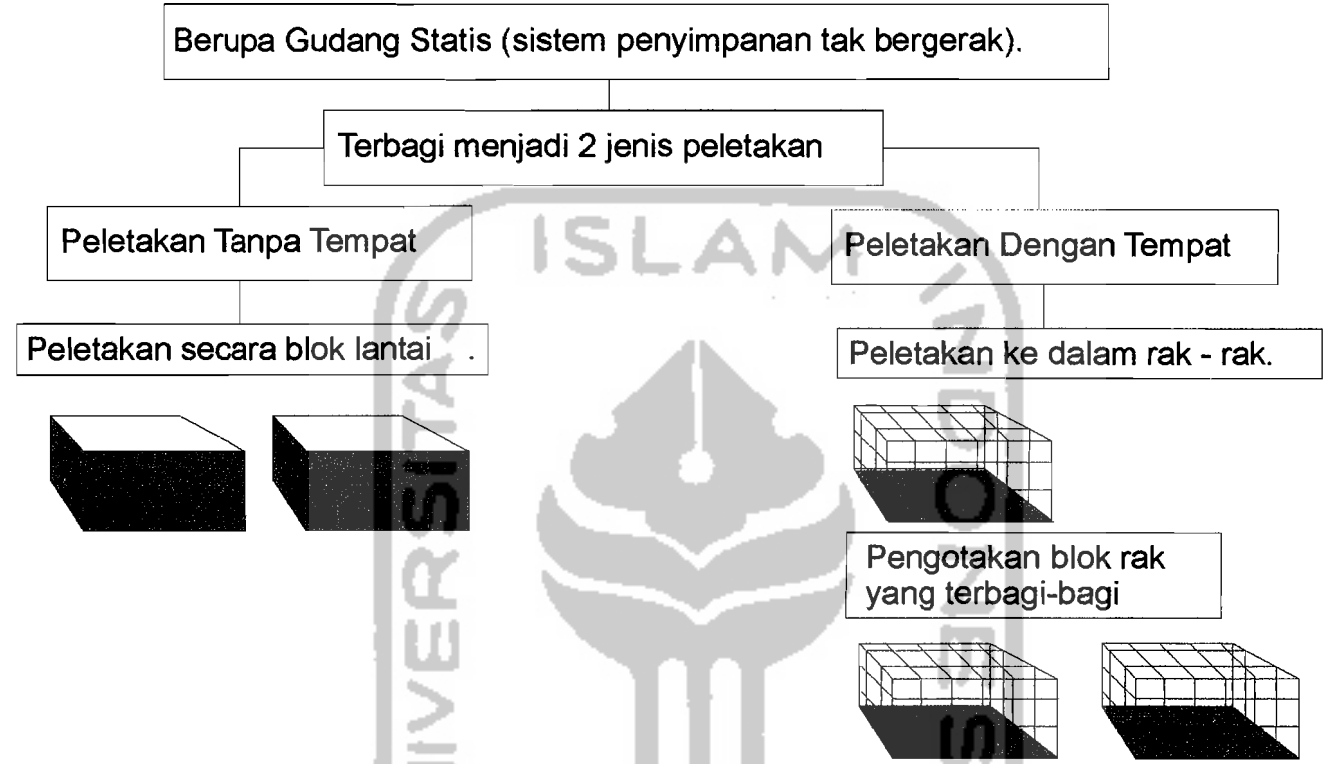 Berupa Gudang Statis (sistem penyimpanan tak bergerak).
Terbagi menjadi 2 jenis peletakan
Peletakan Tanpa Tempat
Peletakan Dengan Tempat
Peletakan secara blok lantai .
Peletakan ke dalam rak - rak.
Pengotakan blok rak
yang terbagi-bagi
ISLAM